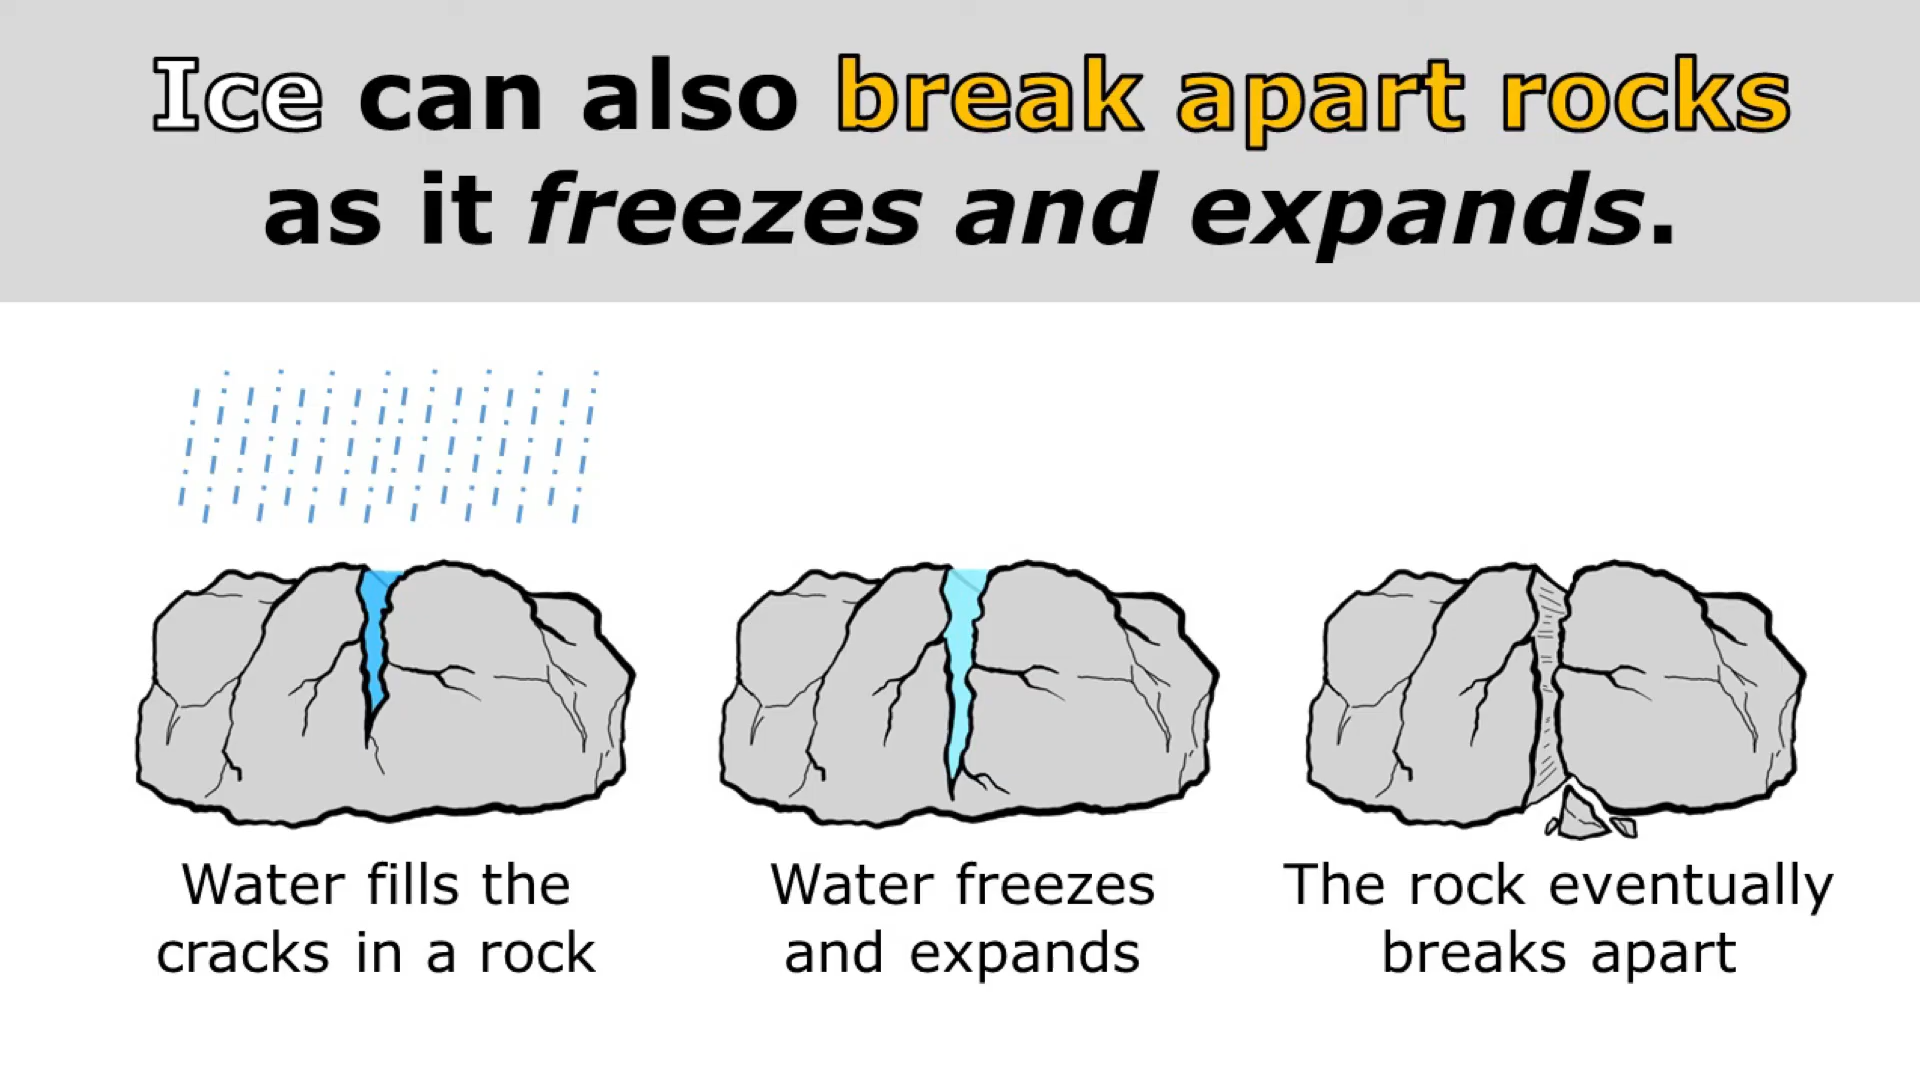 Ice can also break apart rocks
as it freezes and expands.
Water fills the
cracks in a rock
Water freezes
and expands
The rock eventually
breaks apart